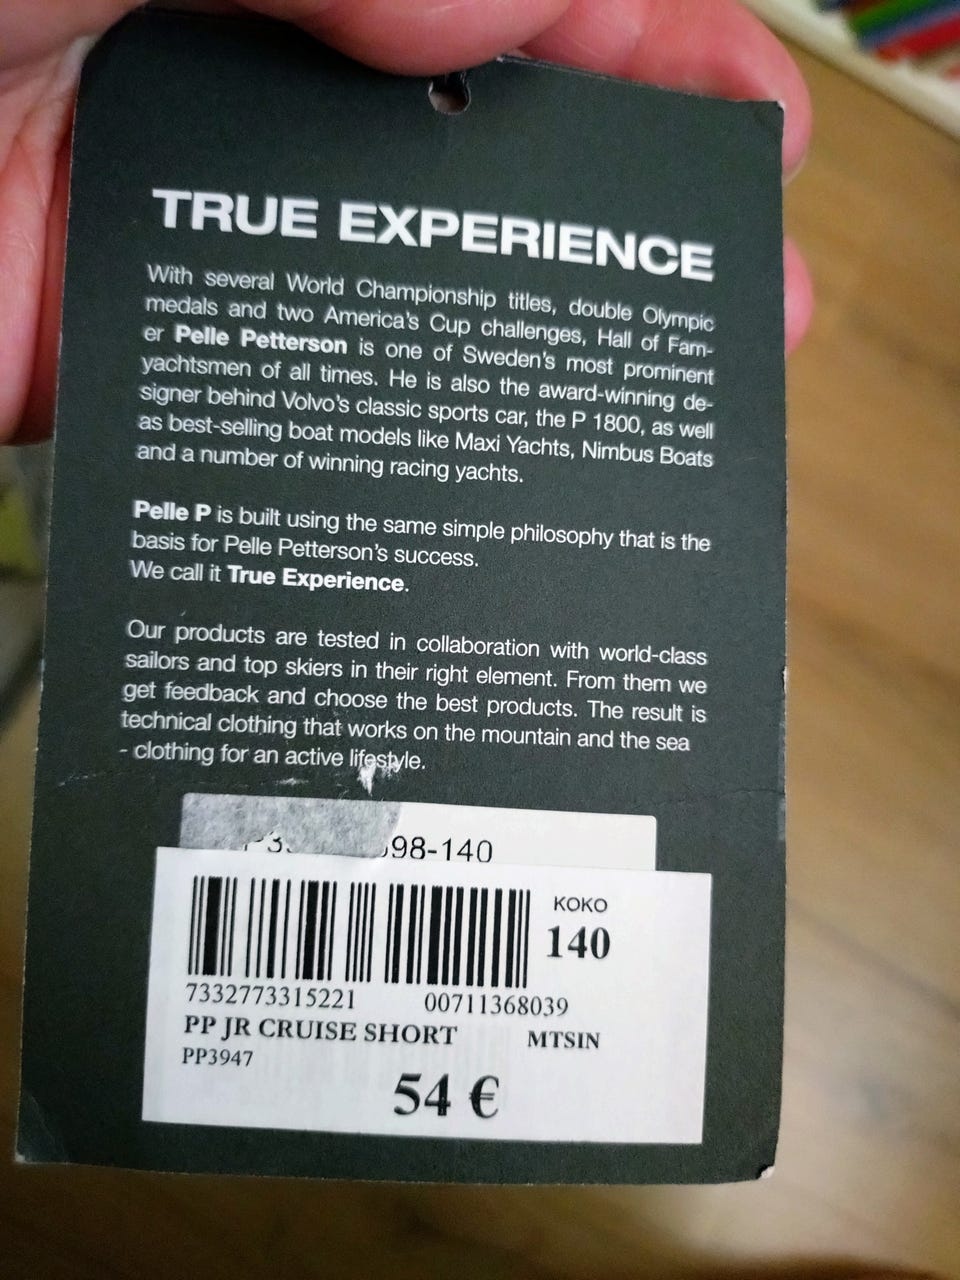 TRUE EXPERIENCE
With several World Championship titles, double Olympic
medals and two America's Cup challenges, Hall of Fam-
er Pelle Petterson is one of Sweden's most prominent
yachtsmen of all times. He is also the award-winning de-
signer behind Volvo's classic sports car, the P 1800, as well
as best-selling boat models like Maxi Yachts, Nimbus Boats
and a number of winning racing yachts.
Pelle P is built using the same simple philosophy that is the
basis for Pelle Petterson's success.
We call it True Experience.
Our products are tested in collaboration with world-class
sailors and top skiers in their right element. From them we
get feedback and choose the best products. The result is
technical clothing that works on the mountain and the sea
- clothing for an active lifestyle.
98-140
KOKO
140
7332773315221 00711368039
PP JR CRUISE SHORT MTSIN
PP3947
54 €